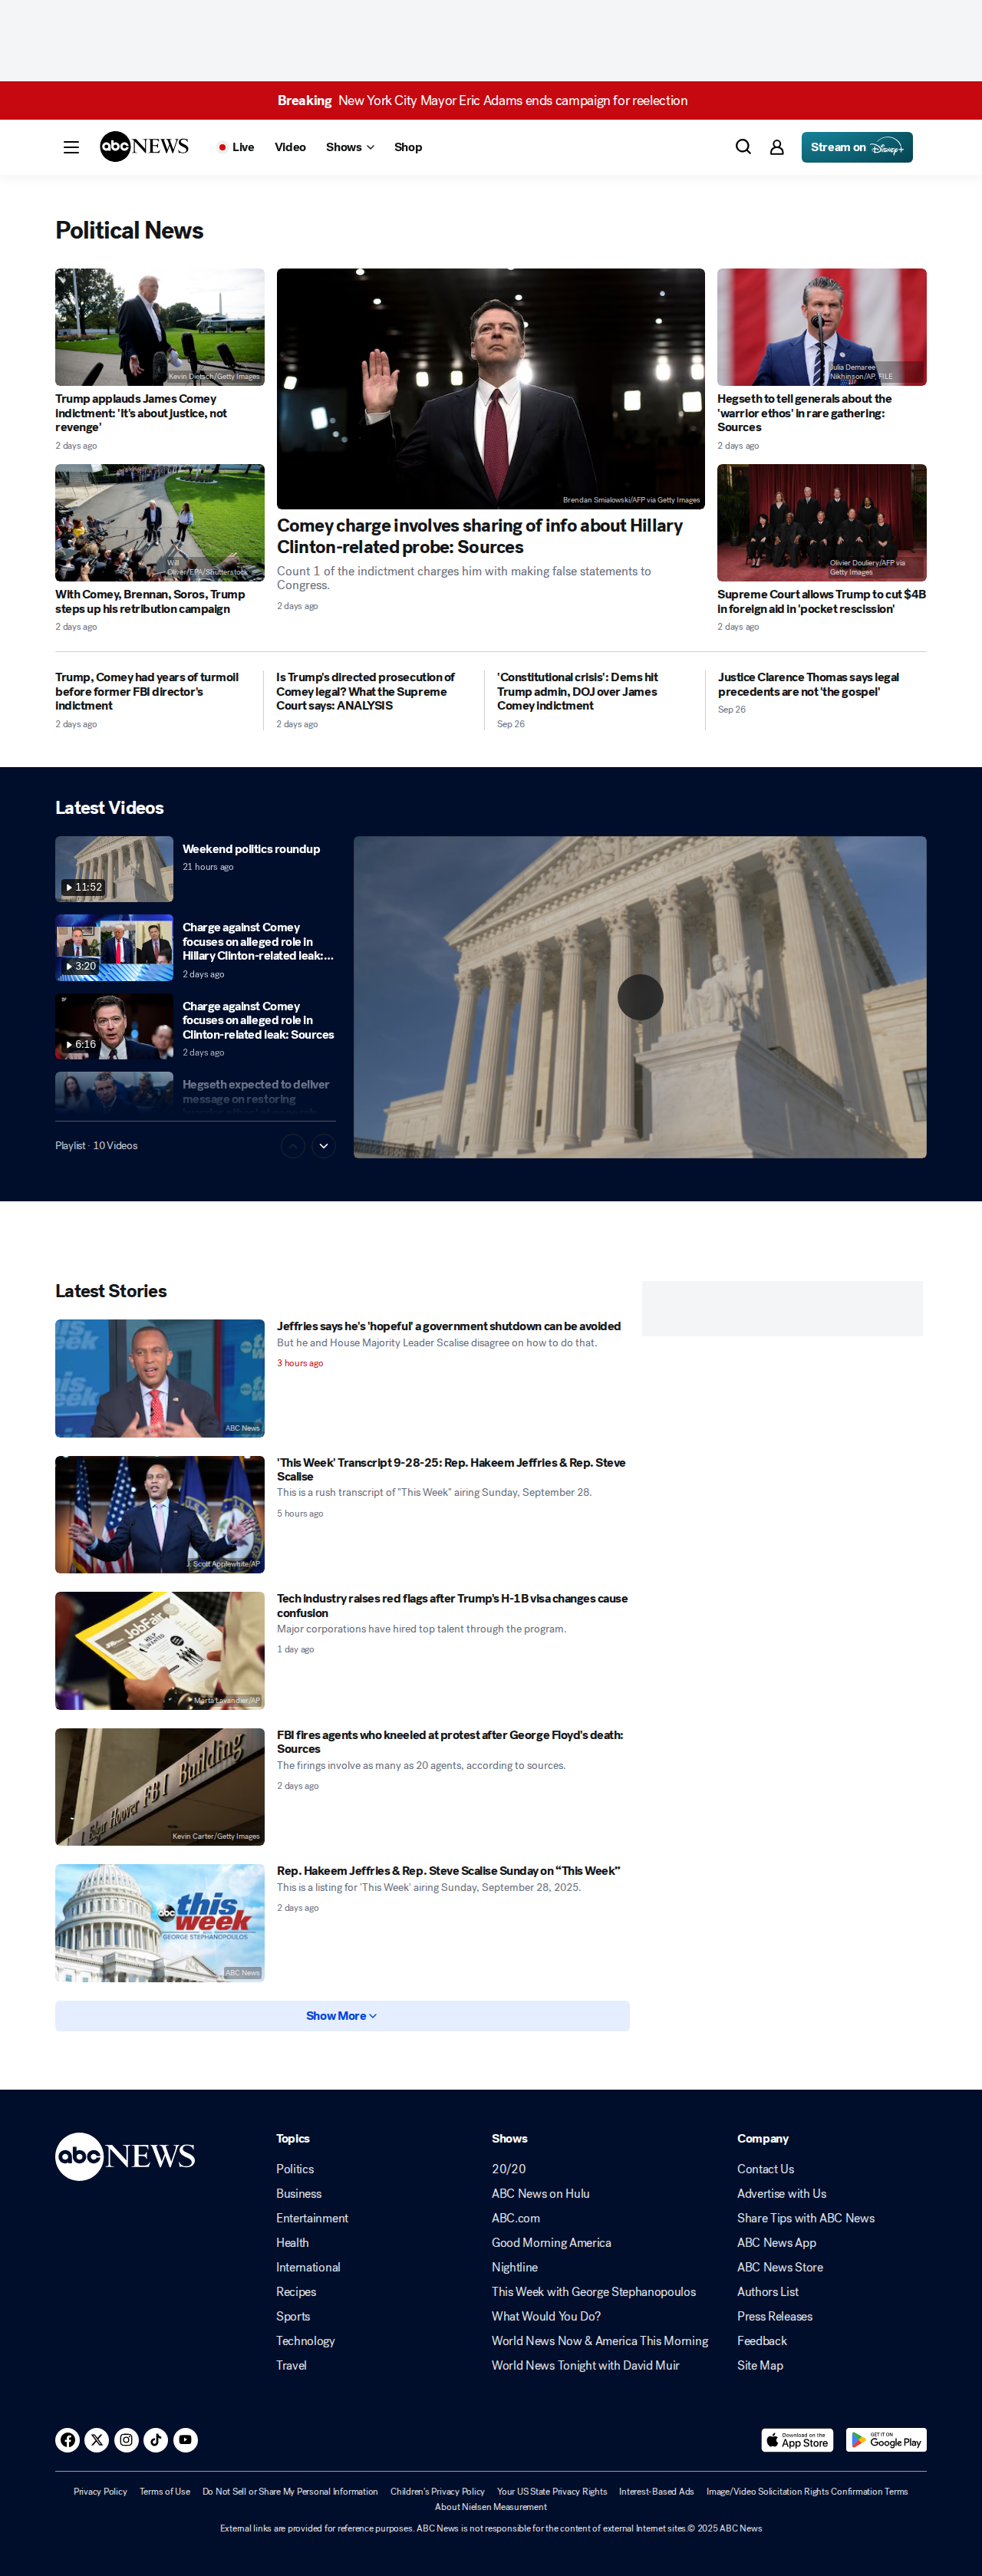 Breaking New York City Mayor Eric Adams ends campaign for reelection
abc NEWS
Live
Video
Shows
Shop
Stream on Disney+
Political News
Kevin Dietsch/Getty Images
Trump applauds James Comey
indictment: 'It's about justice, not
revenge'
2 days ago
Will
Oliver/EPA/Shutterstock
With Comey, Brennan, Soros, Trump
steps up his retribution campaign
2 days ago
Brendan Smialowski/AFP via Getty Images
Comey charge involves sharing of info about Hillary
Clinton-related probe: Sources
Count 1 of the indictment charges him with making false statements to
Congress.
2 days ago
Julia Demaree
Nikhinson/AP, FILE
Hegseth to tell generals about the
'warrior ethos' in rare gathering:
Sources
2 days ago
Olivier Douliery/AFP via
Getty Images
Supreme Court allows Trump to cut $4B
in foreign aid in 'pocket rescission'
2 days ago
Trump, Comey had years of turmoil
before former FBI director's
indictment
2 days ago
Is Trump's directed prosecution of
Comey legal? What the Supreme
Court says: ANALYSIS
2 days ago
'Constitutional crisis': Dems hit
Trump admin, DOJ over James
Comey indictment
Sep 26
Justice Clarence Thomas says legal
precedents are not 'the gospel'
Sep 26
Latest Videos
11:52
Weekend politics roundup
21 hours ago
3:20
Charge against Comey
focuses on alleged role in
Hillary Clinton-related leak:...
2 days ago
6:16
Charge against Comey
focuses on alleged role in
Clinton-related leak: Sources
2 days ago
Hegseth expected to deliver
message on restoring
Playlist · 10 Videos
Latest Stories
ABC News
Jeffries says he's 'hopeful' a government shutdown can be avoided
But he and House Majority Leader Scalise disagree on how to do that.
3 hours ago
J. Scott Applewhite/AP
'This Week' Transcript 9-28-25: Rep. Hakeem Jeffries & Rep. Steve
Scalise
This is a rush transcript of "This Week" airing Sunday, September 28.
5 hours ago
JobFair
HELP
WANTED
Marta Lavandier/AP
Tech industry raises red flags after Trump's H-1B visa changes cause
confusion
Major corporations have hired top talent through the program.
1 day ago
J. Edgar Hoover FBI Building
Kevin Carter/Getty Images
FBI fires agents who kneeled at protest after George Floyd's death:
Sources
The firings involve as many as 20 agents, according to sources.
2 days ago
abc this
week
GEORGE STEPHANOPOULOS
ABC News
Rep. Hakeem Jeffries & Rep. Steve Scalise Sunday on “This Week”
This is a listing for 'This Week' airing Sunday, September 28, 2025.
2 days ago
Show More
abc NEWS
Topics
Politics
Business
Entertainment
Health
International
Recipes
Sports
Technology
Travel
Shows
20/20
ABC News on Hulu
ABC.com
Good Morning America
Nightline
This Week with George Stephanopoulos
What Would You Do?
World News Now & America This Morning
World News Tonight with David Muir
Company
Contact Us
Advertise with Us
Share Tips with ABC News
ABC News App
ABC News Store
Authors List
Press Releases
Feedback
Site Map
Download on the
App Store
GET IT ON
Google Play
Privacy Policy Terms of Use Do Not Sell or Share My Personal Information Children's Privacy Policy Your US State Privacy Rights Interest-Based Ads Image/Video Solicitation Rights Confirmation Terms
About Nielsen Measurement
External links are provided for reference purposes. ABC News is not responsible for the content of external Internet sites.© 2025 ABC News